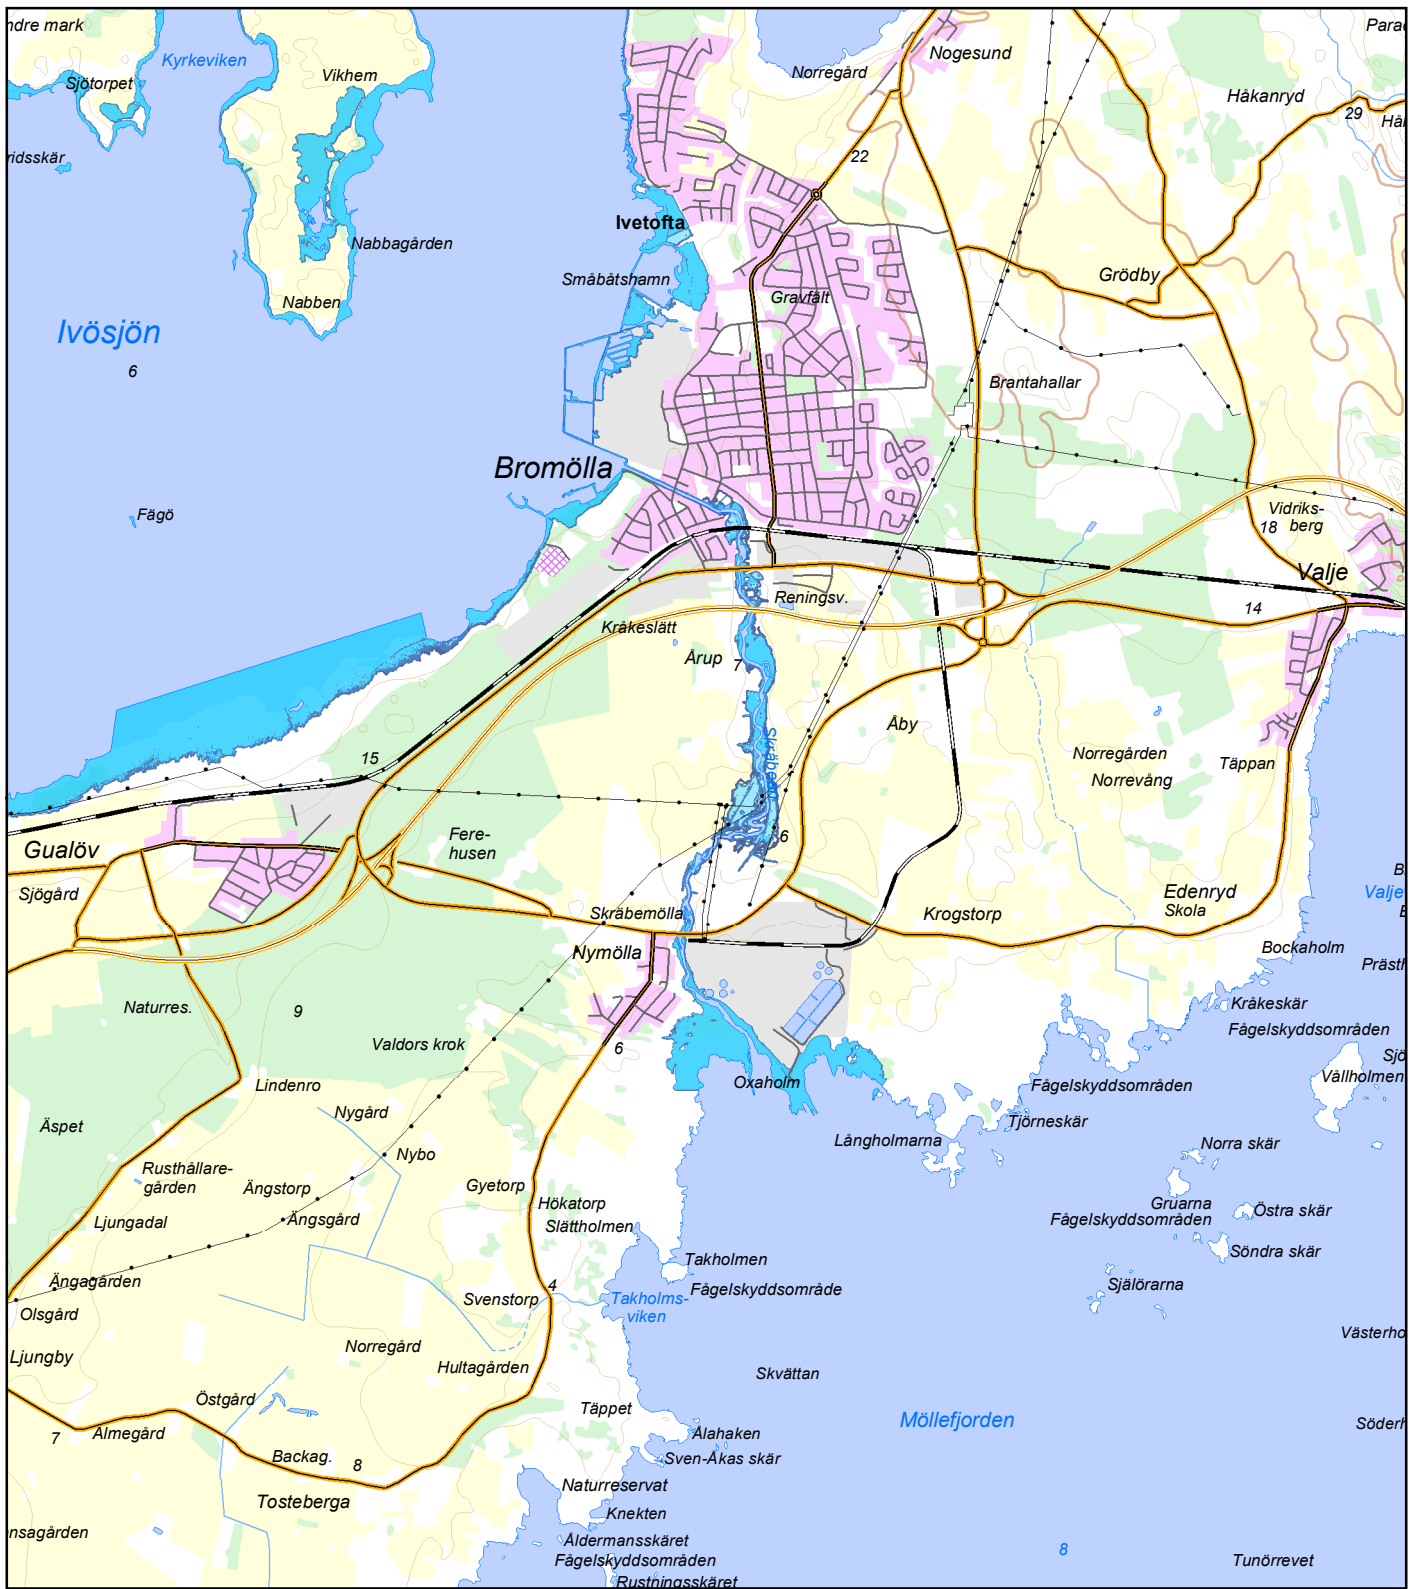 ndre mark
Kyrkeviken
Sjötorpet
Vikhem
Norregård
Nogesund
Håkanryd
29
22
ridsskär
Ivetofta
Nabbagården
Småbåtshamn
Gravfält
Grödby
Nabben
Ivösjön
6
Brantahallar
Bromölla
Fågö
Vidriks-
berg
18
Valje
Reningsv.
14
Kråkeslätt
Årup
7
Åby
Skräbeån
Norregården
Norrevång
Täppan
15
Fere-
husen
6
Gualöv
Sjögård
Skräbemölla
Krogstorp
Edenryd
Skola
Valje
Nymölla
Bockaholm
Prästh
Naturres.
9
Kråkeskär
Fågelskyddsområden
Valdors krok
6
Sjö
Vållholmen
Oxaholm
Fågelskyddsområden
Lindenro
Nygård
Tjörneskär
Äspet
Långholmarna
Norra skär
Nybo
Rusthållare-
gården
Ängstorp
Gyetorp
Hökatorp
Gruarna
Fågelskyddsområden
Östra skär
Ljungadal
Ängsgård
Slättholmen
Söndra skär
Takholmen
Fågelskyddsområde
Själörarna
Ängagården
Olsgård
4
Svenstorp
Takholms-
viken
Västerho
Norregård
Ljungby
Hultagården
Skvättan
Östgård
Täppet
Möllefjorden
Söderh
7
Almegård
Ålahaken
Backag.
8
Sven-Åkas skär
Naturreservat
Tosteberga
Knekten
nsagården
Åldermansskäret
Fågelskyddsområden
8
Tunörrevet
Rustningsskäret